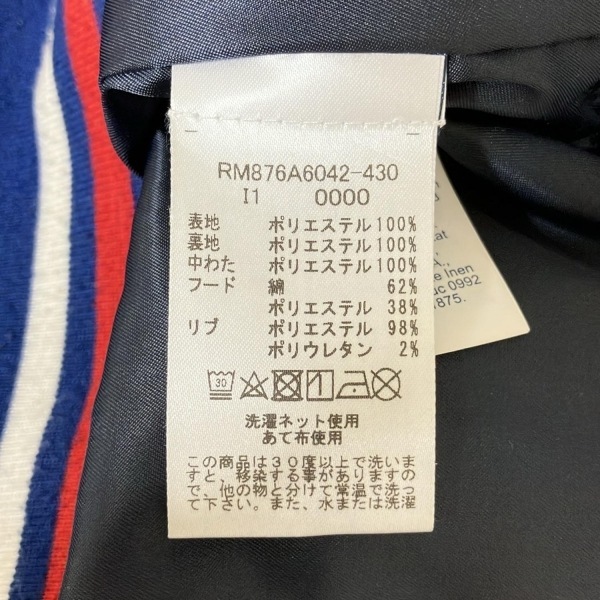 RM876A6042-430
I1 0000
表地 ポリエステル100%
裏地 ポリエステル100%
中わた ポリエステル100%
フード 綿 62%
ポリエステル 38%
リブ ポリエステル 98%
ポリウレタン 2%
30
洗濯ネット使用
あて布使用
この商品は30度以上で洗いま
すと、移染する事がありますの
で、他の物と分けて常温で洗っ
て下さい。また、水または洗濯
at
A.,
e Inen
uc 0992
1875.